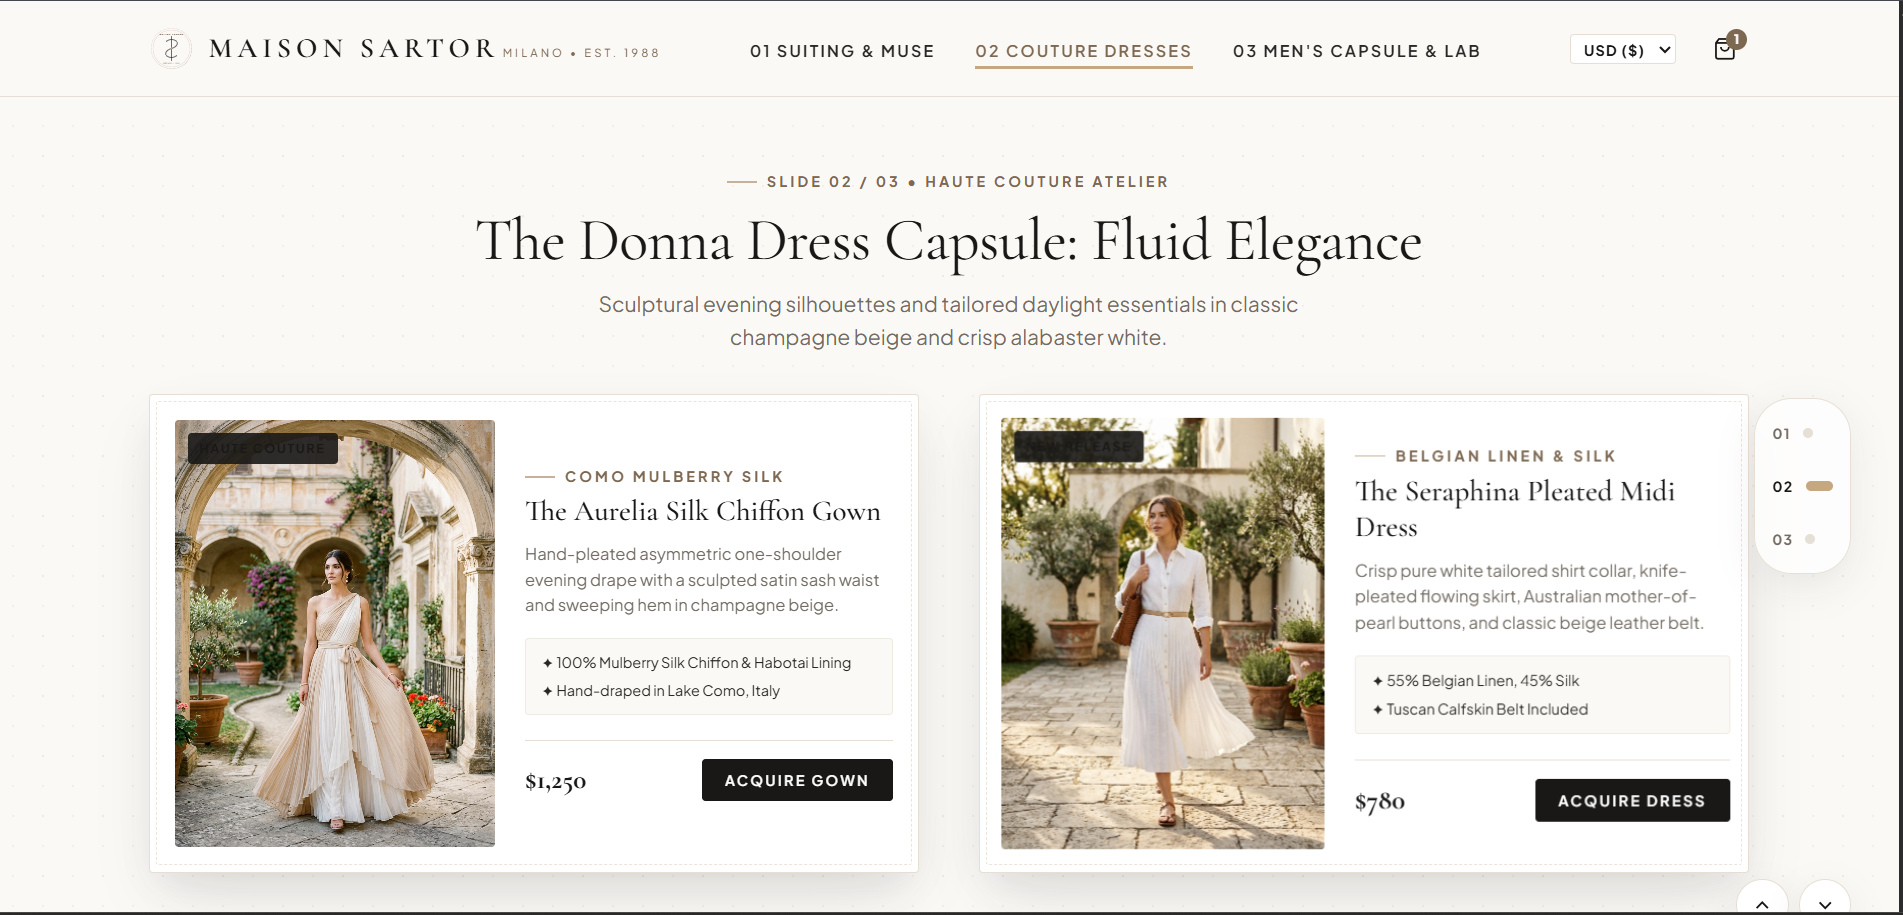 MAISON SARTOR MILANO • EST. 1988
01 SUITING & MUSE
02 COUTURE DRESSES
03 MEN'S CAPSULE & LAB
USD ($)
1
SLIDE 02 / 03 • HAUTE COUTURE ATELIER
The Donna Dress Capsule: Fluid Elegance
Sculptural evening silhouettes and tailored daylight essentials in classic
champagne beige and crisp alabaster white.
HAUTE COUTURE
COMO MULBERRY SILK
The Aurelia Silk Chiffon Gown
Hand-pleated asymmetric one-shoulder
evening drape with a sculpted satin sash waist
and sweeping hem in champagne beige.
✦ 100% Mulberry Silk Chiffon & Habotai Lining
✦ Hand-draped in Lake Como, Italy
$1,250
ACQUIRE GOWN
RELEASE
BELGIAN LINEN & SILK
The Seraphina Pleated Midi
Dress
Crisp pure white tailored shirt collar, knife-
pleated flowing skirt, Australian mother-of-
pearl buttons, and classic beige leather belt.
✦ 55% Belgian Linen, 45% Silk
✦ Tuscan Calfskin Belt Included
$780
ACQUIRE DRESS
01
02
03